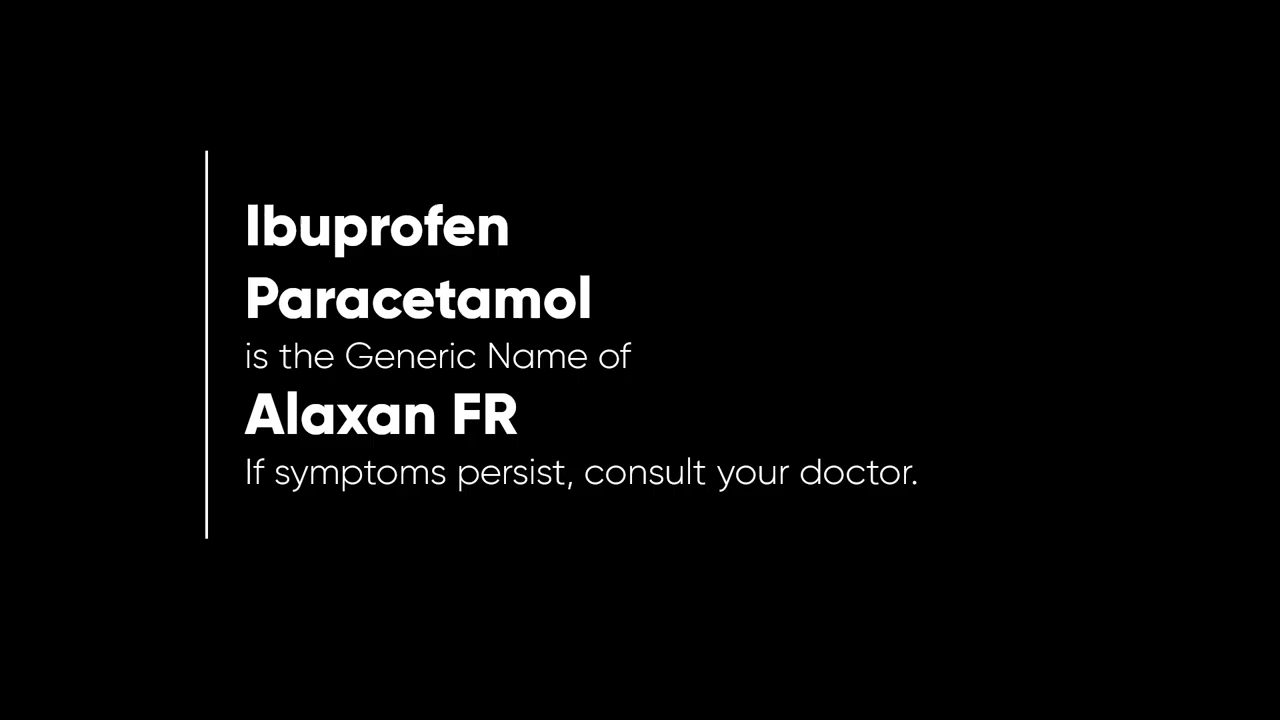 Ibuprofen
Paracetamol
is the Generic Name of
Alaxan FR
If symptoms persist, consult your doctor.